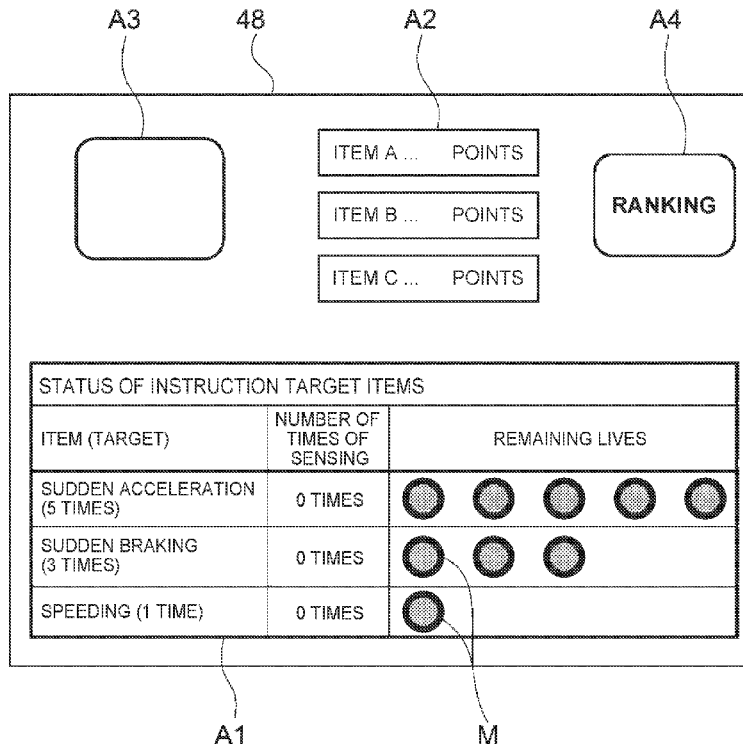 A3 48 A2 A4
ITEM A ... POINTS
ITEM B ... POINTS
RANKING
ITEM C ... POINTS
STATUS OF INSTRUCTION TARGET ITEMS
ITEM (TARGET)
NUMBER OF
TIMES OF
SENSING
REMAINING LIVES
SUDDEN ACCELERATION
(5 TIMES)
0 TIMES
SUDDEN BRAKING
(3 TIMES)
0 TIMES
SPEEDING (1 TIME)
0 TIMES
A1 M